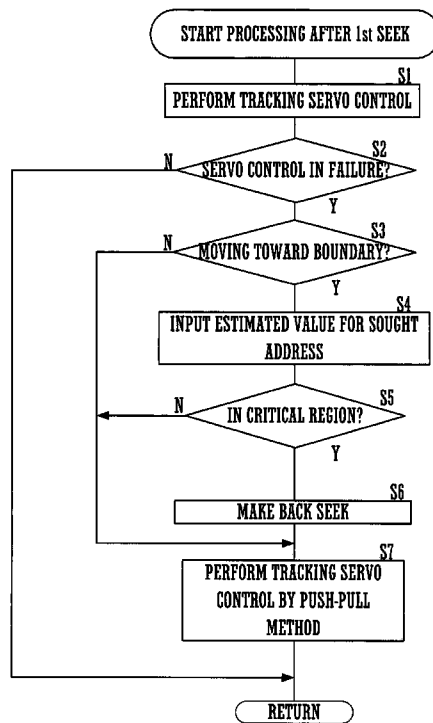 START PROCESSING AFTER 1st SEEK
S1
PERFORM TRACKING SERVO CONTROL
S2
N
SERVO CONTROL IN FAILURE?
Y
S3
N
MOVING TOWARD BOUNDARY?
Y
S4
INPUT ESTIMATED VALUE FOR SOUGHT
ADDRESS
S5
N
IN CRITICAL REGION?
Y
S6
MAKE BACK SEEK
S7
PERFORM TRACKING SERVO
CONTROL BY PUSH-PULL
METHOD
RETURN